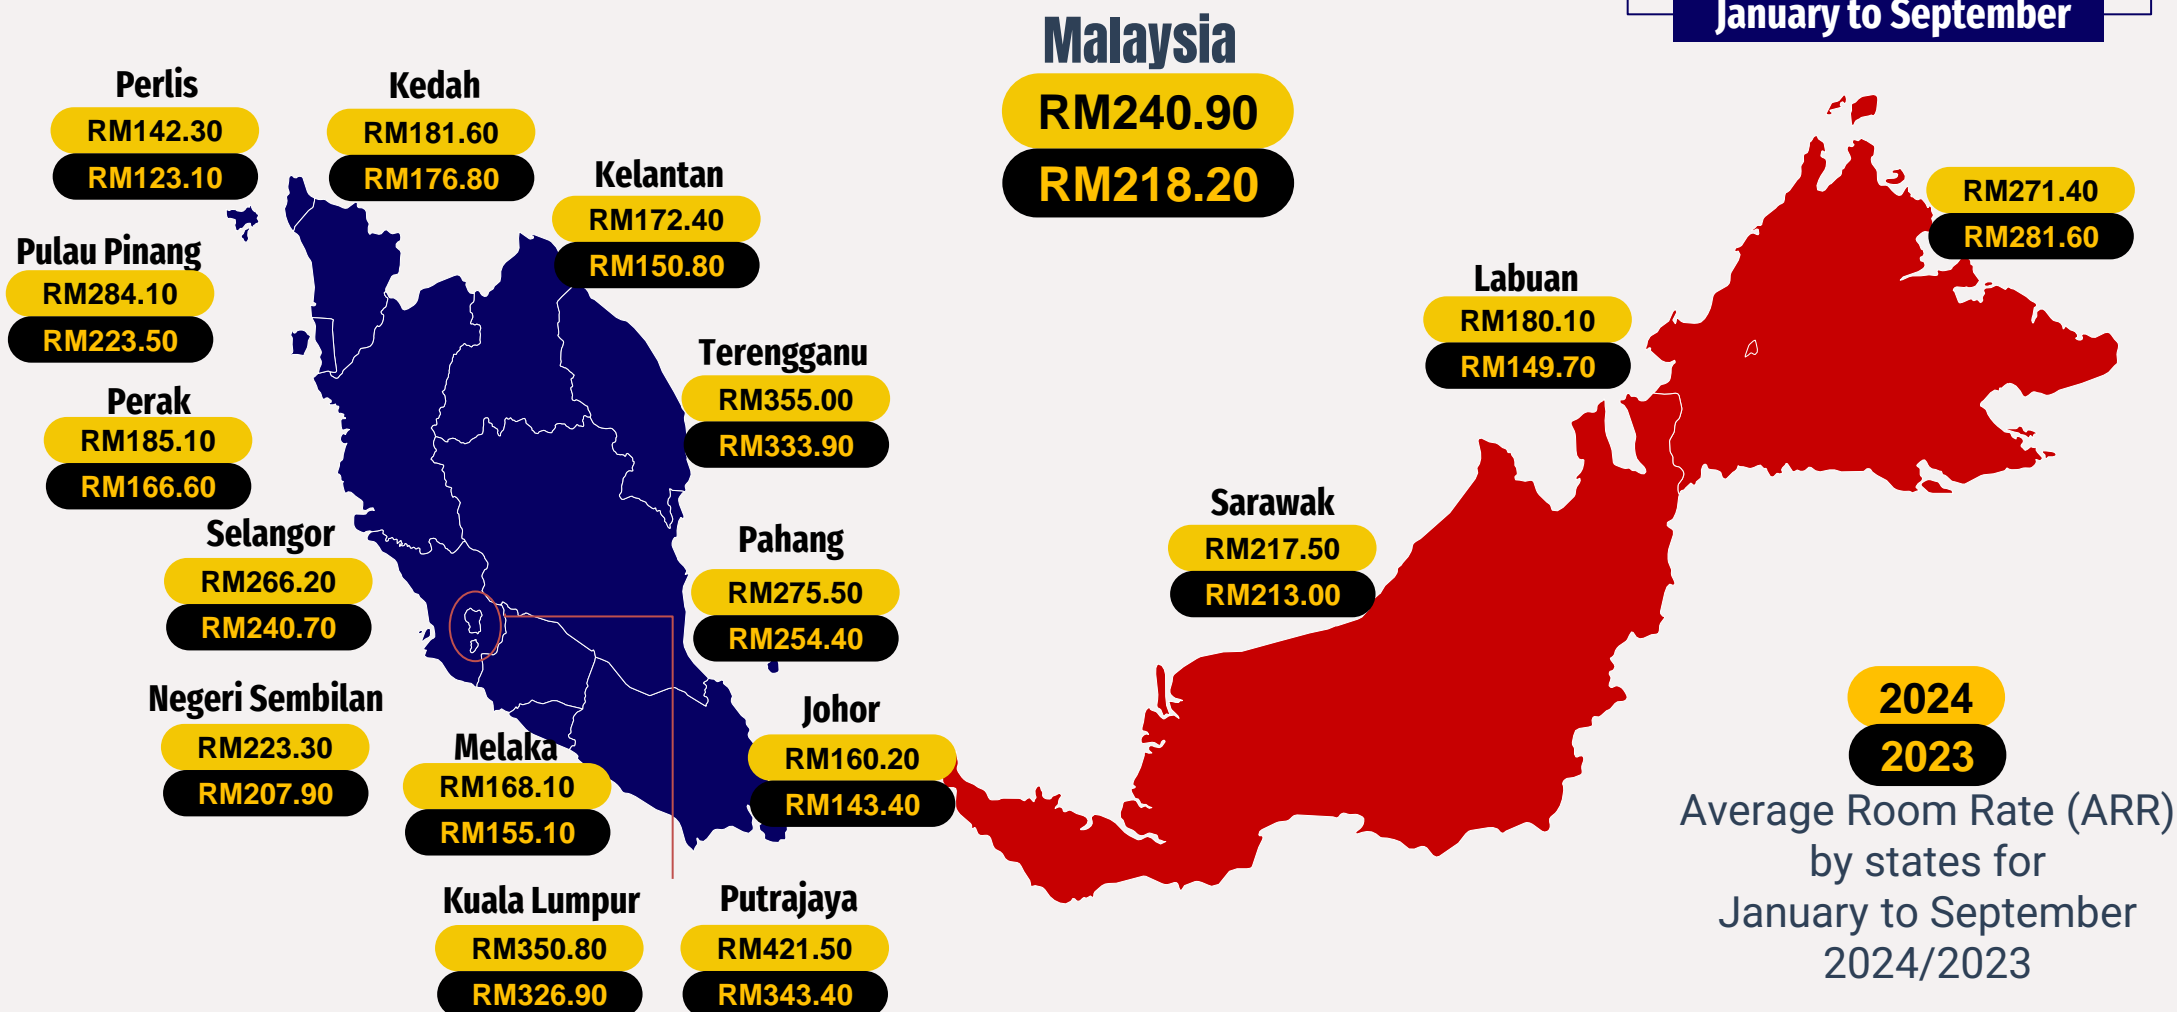 January to September
Malaysia
RM240.90
RM218.20
Perlis
RM142.30
RM123.10
Kedah
RM181.60
RM176.80
Kelantan
RM172.40
RM150.80
Pulau Pinang
RM284.10
RM223.50
Terengganu
RM355.00
RM333.90
Perak
RM185.10
RM166.60
Selangor
RM266.20
RM240.70
Pahang
RM275.50
RM254.40
Negeri Sembilan
RM223.30
RM207.90
Melaka
RM168.10
RM155.10
Johor
RM160.20
RM143.40
Kuala Lumpur
RM350.80
RM326.90
Putrajaya
RM421.50
RM343.40
RM271.40
RM281.60
Labuan
RM180.10
RM149.70
Sarawak
RM217.50
RM213.00
2024
2023
Average Room Rate (ARR)
by states for
January to September
2024/2023